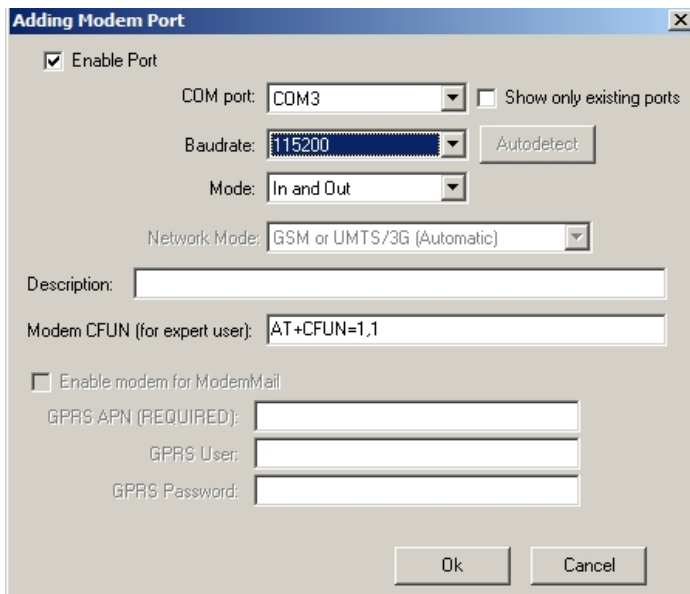 Adding Modem Port
Enable Port
COM port: COM3 Show only existing ports
Baudrate: 115200 Autodetect
Mode: In and Out
Network Mode: GSM or UMTS/3G (Automatic)
Description:
Modem CFUN (for expert user): AT+CFUN=1,1
Enable modem for ModemMail
GPRS APN (REQUIRED):
GPRS User:
GPRS Password:
Ok Cancel